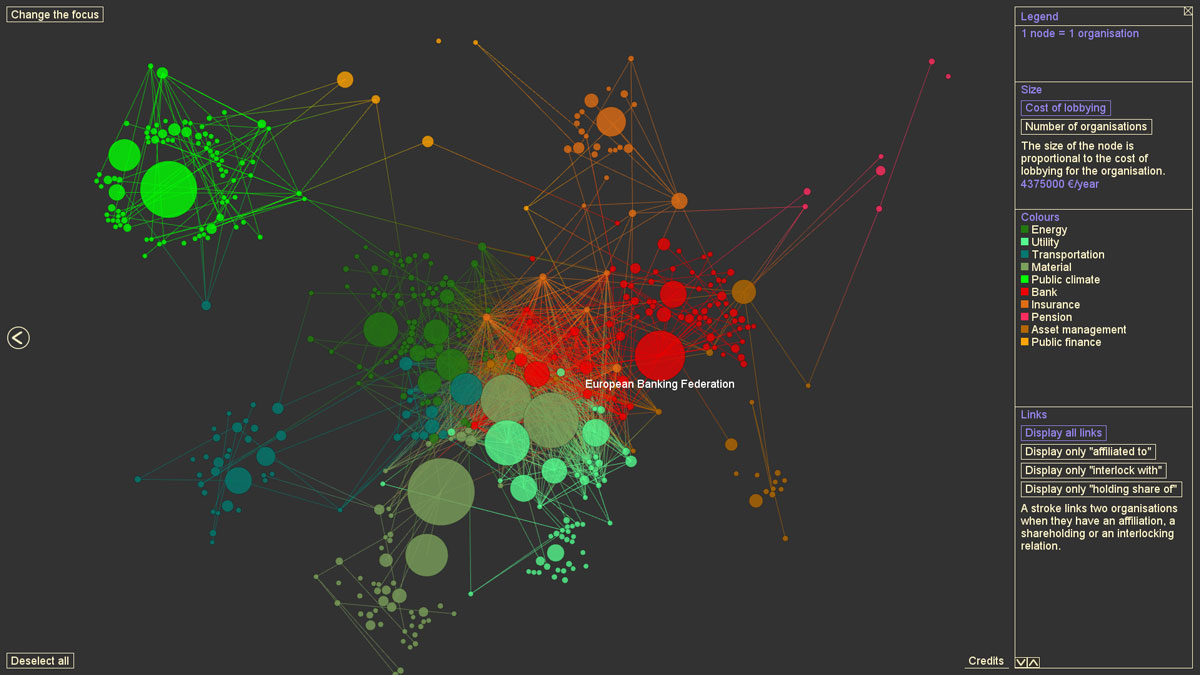 Change the focus
European Banking Federation
Deselect all
Credits
Legend
1 node = 1 organisation
Size
Cost of lobbying
Number of organisations
The size of the node is
proportional to the cost of
lobbying for the organisation.
4375000 €/year
Colours
Energy
Utility
Transportation
Material
Public climate
Bank
Insurance
Pension
Asset management
Public finance
Links
Display all links
Display only "affiliated to"
Display only "interlock with"
Display only "holding share of"
A stroke links two organisations
when they have an affiliation, a
shareholding or an interlocking
relation.